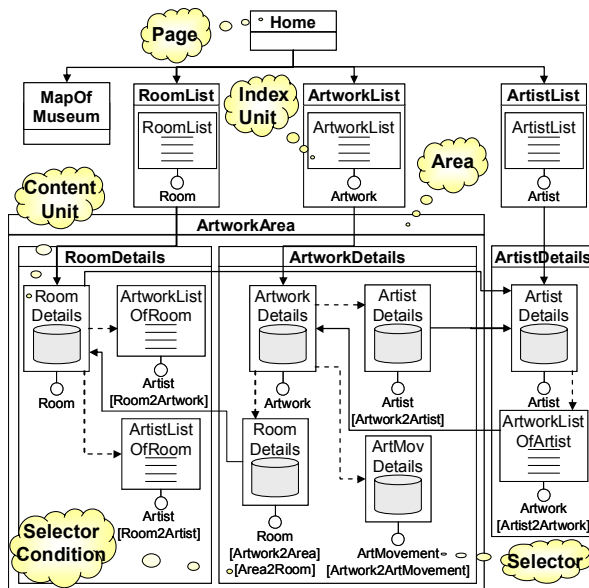 Home
Page
MapOf
Museum
RoomList
RoomList
Room
Index
Unit
ArtworkList
ArtworkList
Artwork
ArtistList
ArtistList
Artist
Area
Content
Unit
ArtworkArea
RoomDetails
Room
Details
Room
ArtworkList
OfRoom
Artist
[Room2Artwork]
ArtistList
OfRoom
Artist
[Room2Artist]
ArtworkDetails
Artwork
Details
Artwork
Artist
Details
Artist
[Artwork2Artist]
Room
Details
Room
[Artwork2Area]
[Area2Room]
ArtMov
Details
ArtMovement
[Artwork2ArtMovement]
ArtistDetails
Artist
Details
Artist
ArtworkList
OfArtist
Artwork
[Artist2Artwork]
Selector
Condition
Selector